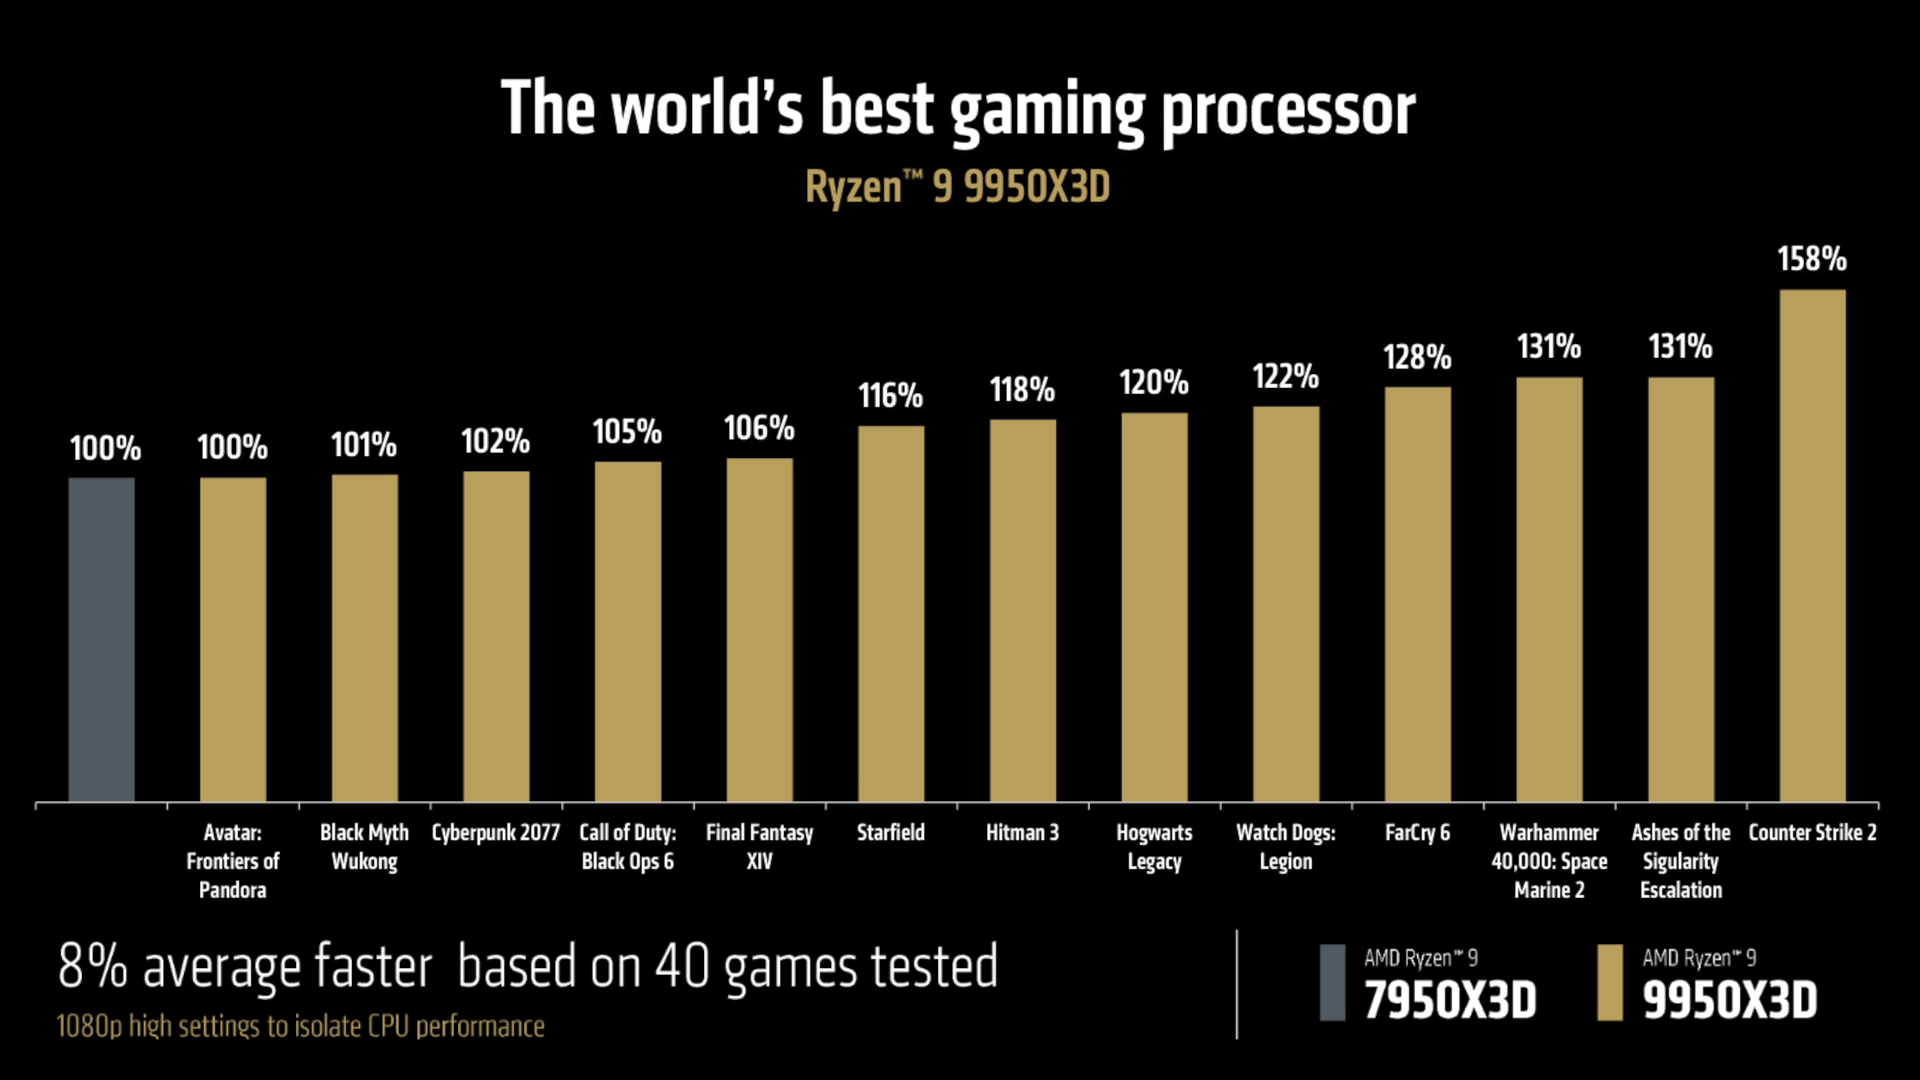 The world’s best gaming processor
Ryzen™ 9 9950X3D
100%
100%
101%
102%
105%
106%
116%
118%
120%
122%
128%
131%
131%
158%
Avatar:
Frontiers of
Pandora
Black Myth
Wukong
Cyberpunk 2077
Call of Duty:
Black Ops 6
Final Fantasy
XIV
Starfield
Hitman 3
Hogwarts
Legacy
Watch Dogs:
Legion
FarCry 6
Warhammer
40,000: Space
Marine 2
Ashes of the
Sigularity
Escalation
Counter Strike 2
8% average faster  based on 40 games tested
1080p high settings to isolate CPU performance
AMD Ryzen™ 9
7950X3D
AMD Ryzen™ 9
9950X3D